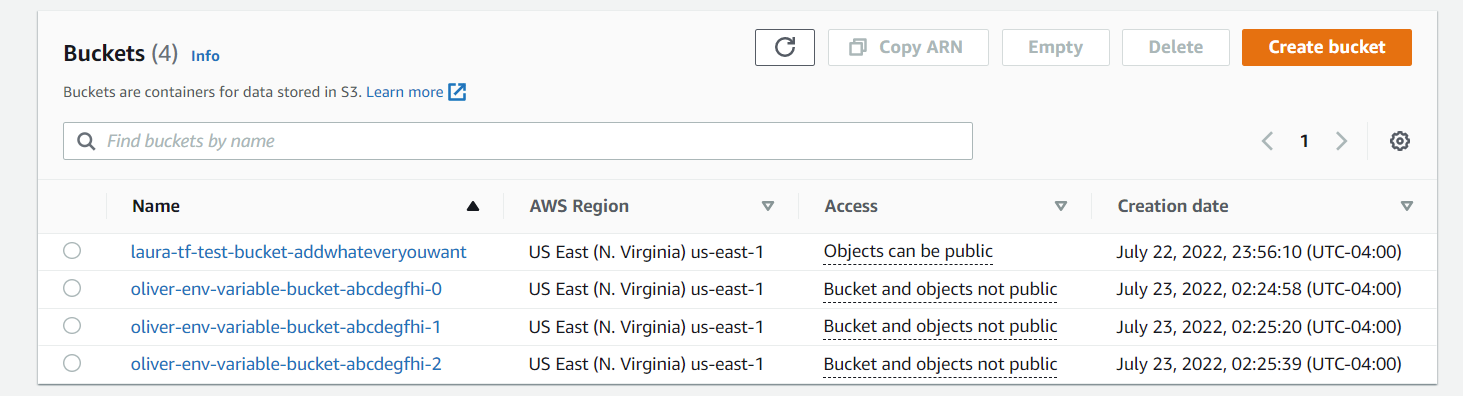 Buckets (4) Info
Copy ARN
Empty
Delete
Create bucket
Buckets are containers for data stored in S3. Learn more
Find buckets by name
1
Name AWS Region Access Creation date
laura-tf-test-bucket-addwhateveryouwant US East (N. Virginia) us-east-1 Objects can be public July 22, 2022, 23:56:10 (UTC-04:00)
oliver-env-variable-bucket-abcdegfhi-0 US East (N. Virginia) us-east-1 Bucket and objects not public July 23, 2022, 02:24:58 (UTC-04:00)
oliver-env-variable-bucket-abcdegfhi-1 US East (N. Virginia) us-east-1 Bucket and objects not public July 23, 2022, 02:25:20 (UTC-04:00)
oliver-env-variable-bucket-abcdegfhi-2 US East (N. Virginia) us-east-1 Bucket and objects not public July 23, 2022, 02:25:39 (UTC-04:00)